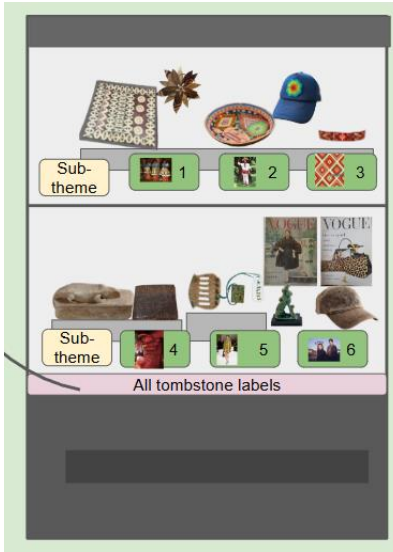 Sub-
theme
1
2
3
VOGUE
VOGUE
Sub-
theme
4
5
6
All tombstone labels